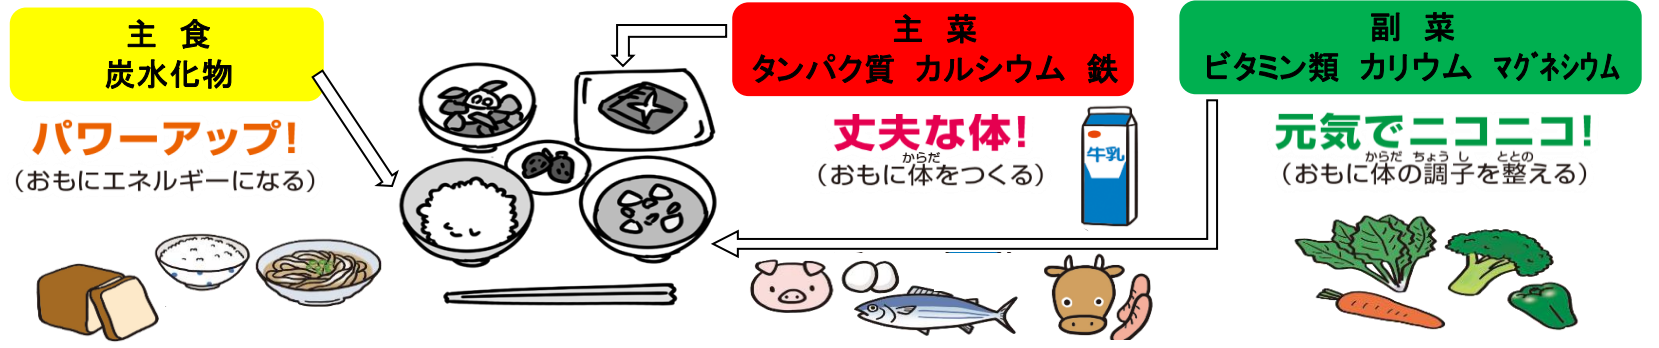 主　食
炭水化物
パワーアップ！
（おもにエネルギーになる）
主　菜
タンパク質　カルシウム　鉄
丈夫な体！
からだ
（おもに体をつくる）
牛乳
副　菜
ビタミン類　カリウム　ﾏｸﾞﾈｼｳﾑ
元気でニコニコ！
からだ　ちょうし　ととの
（おもに体の調子を整える）